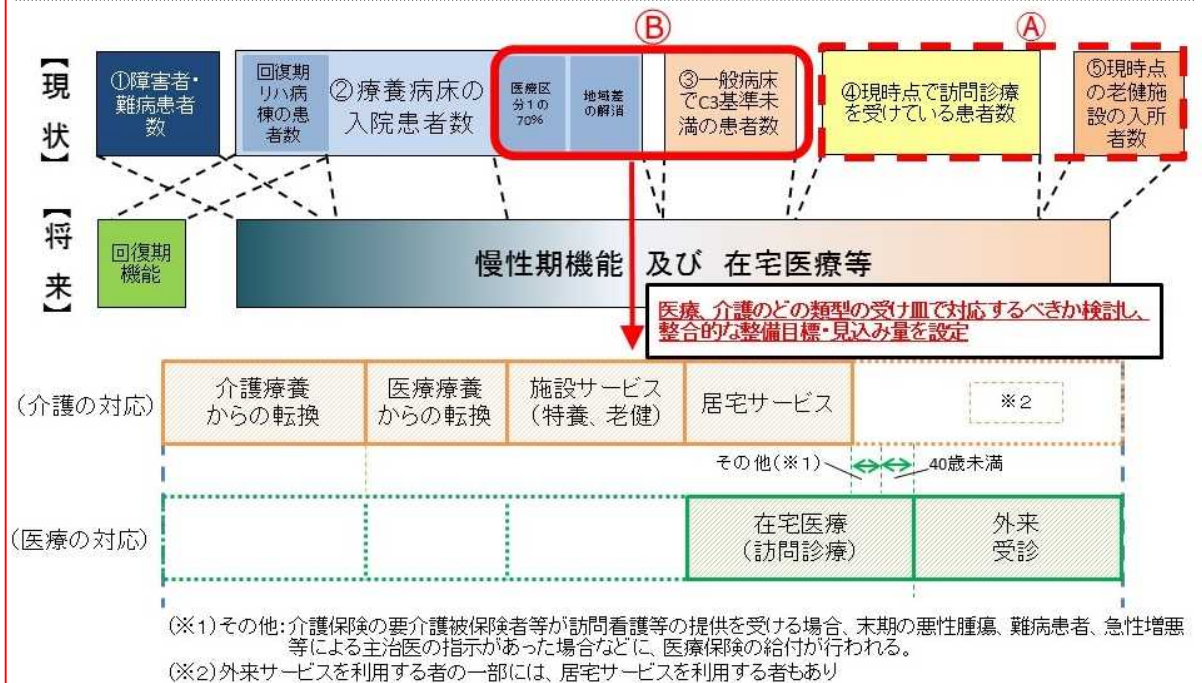 Ⓑ
Ⓐ
【現状】
①障害者・
難病患者
数
回復期
リハ病
棟の患
者数
②療養病床の
入院患者数
医療区
分1の
70%
地域差
の解消
③一般病床
でC3基準未
満の患者数
④現時点で訪問診療
を受けている患者数
⑤現時点
の老健施
設の入所
者数
【将来】
回復期
機能
慢性期機能 及び 在宅医療等
医療、介護のどの類型の受け皿で対応するべきか検討し、
整合的な整備目標・見込み量を設定
(介護の対応)
介護療養
からの転換
医療療養
からの転換
施設サービス
(特養、老健)
居宅サービス
※2
その他(※1)
40歳未満
(医療の対応)
在宅医療
(訪問診療)
外来
受診
(※1)その他:介護保険の要介護被保険者等が訪問看護等の提供を受ける場合、末期の悪性腫瘍、難病患者、急性増悪
等による主治医の指示があった場合などに、医療保険の給付が行われる。
(※2)外来サービスを利用する者の一部には、居宅サービスを利用する者もあり